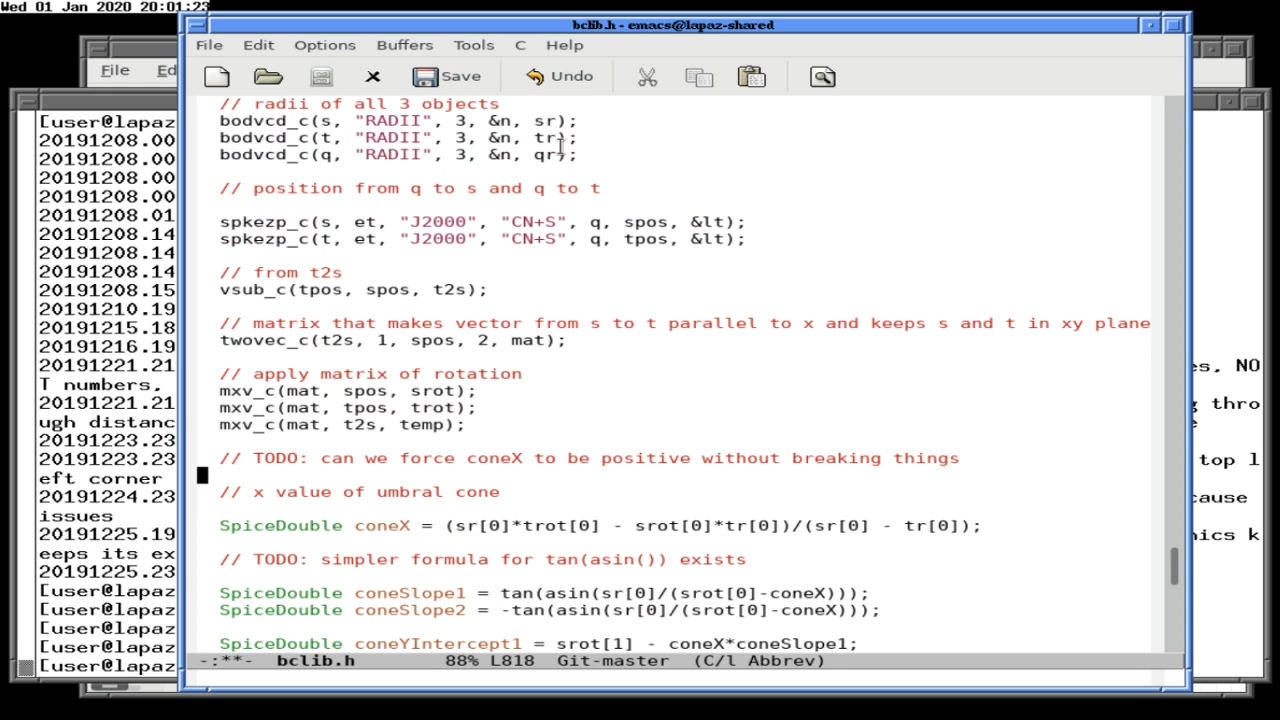 Wed 01 Jan 2020 20:01:23
bclib.h - emacs@lapaz-shared
File Edit Options Buffers Tools C Help
Save Undo
// radii of all 3 objects
bodvcd_c(s, "RADII", 3, &n, sr);
bodvcd_c(t, "RADII", 3, &n, tr);
bodvcd_c(q, "RADII", 3, &n, qr);
// position from q to s and q to t
spkezp_c(s, et, "J2000", "CN+S", q, spos, &lt);
spkezp_c(t, et, "J2000", "CN+S", q, tpos, &lt);
// from t2s
vsub_c(tpos, spos, t2s);
// matrix that makes vector from s to t parallel to x and keeps s and t in xy plane
twovec_c(t2s, 1, spos, 2, mat);
// apply matrix of rotation
mxv_c(mat, spos, srot);
mxv_c(mat, tpos, trot);
mxv_c(mat, t2s, temp);
// TODO: can we force coneX to be positive without breaking things
// x value of umbral cone
SpiceDouble coneX = (sr[0]*trot[0] - srot[0]*tr[0])/(sr[0] - tr[0]);
// TODO: simpler formula for tan(asin()) exists
SpiceDouble coneSlope1 = tan(asin(sr[0]/(srot[0]-coneX)));
SpiceDouble coneSlope2 = -tan(asin(sr[0]/(srot[0]-coneX)));
SpiceDouble coneYIntercept1 = srot[1] - coneX*coneSlope1;
-:**- bclib.h 88% L818 Git-master (C/l Abbrev)
File Ed
[user@lapaz
20191208.00
20191208.00
20191208.00
20191208.00
20191208.01
20191208.14
20191208.14
20191208.14
20191208.15
20191210.19
20191215.18
20191216.19
20191221.21 es, NO
T numbers,
20191221.21 g thro
ugh distanc
20191223.23
20191223.23 top l
eft corner
20191224.23 cause
issues
20191225.19 nics k
eeps its ex
20191225.23
[user@lapaz
[user@lapaz
[user@lapaz
[user@lapaz
[user@lapaz